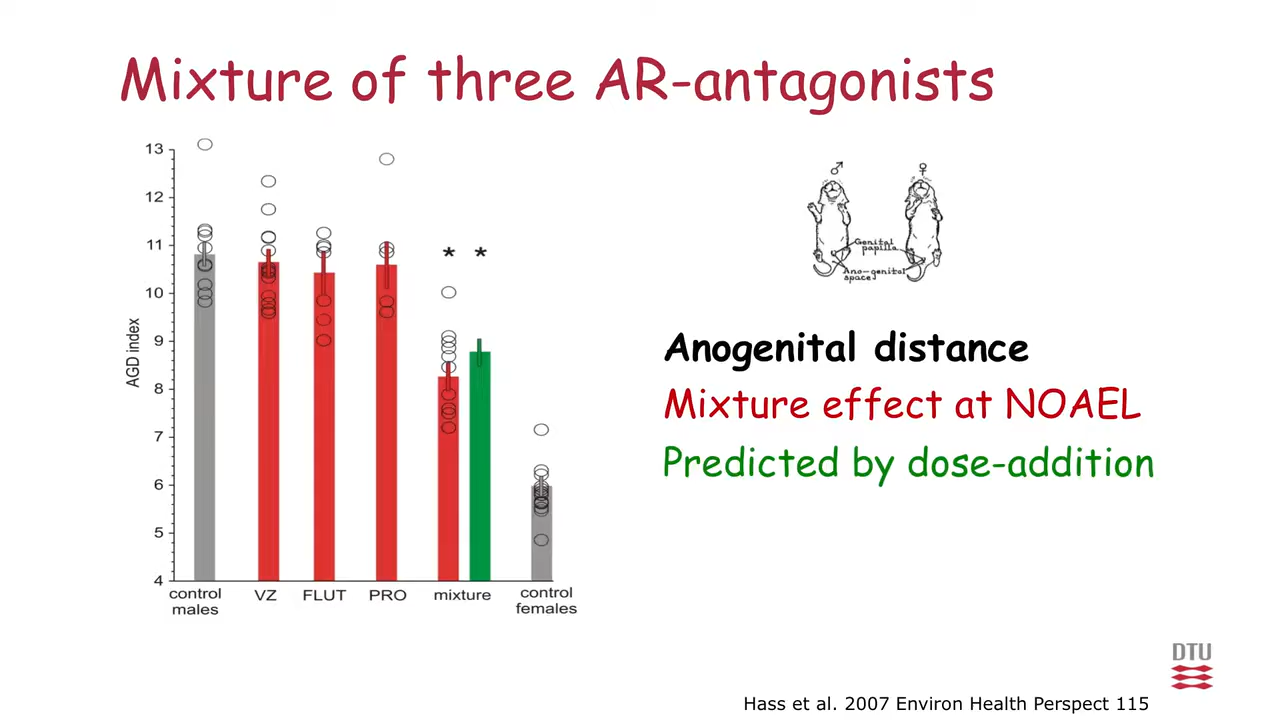 Mixture of three AR-antagonists
13
12
11
10
9
8
7
6
5
4
AGD index
* *
control males
VZ
FLUT
PRO
mixture
control females
♂ ♀
Genital papilla
Ano-genital space
Anogenital distance
Mixture effect at NOAEL
Predicted by dose-addition
DTU
Hass et al. 2007 Environ Health Perspect 115